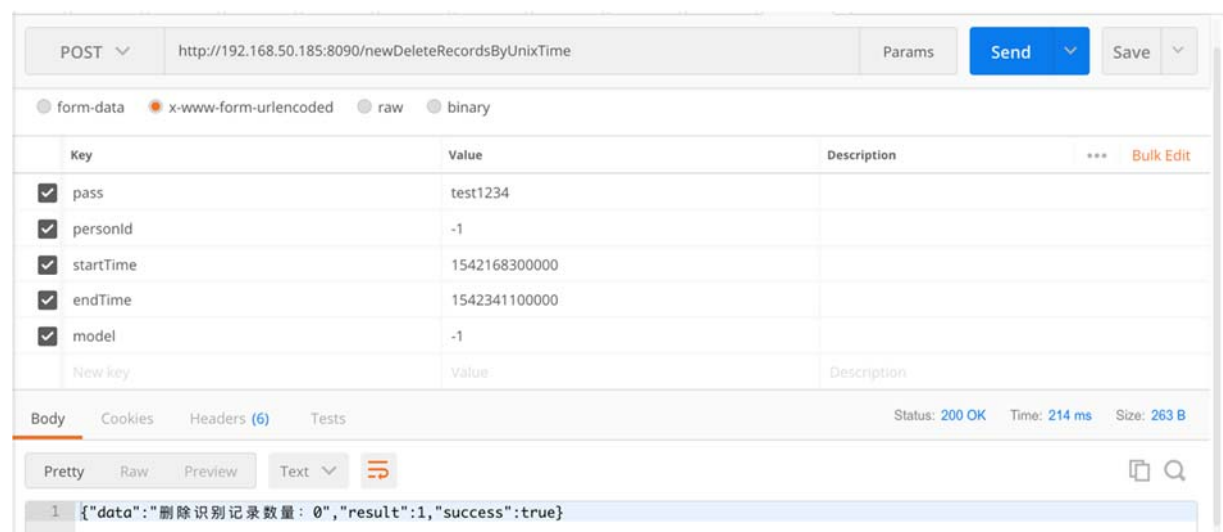 POST http://192.168.50.185:8090/newDeleteRecordsByUnixTime Params Send Save
form-data x-www-form-urlencoded raw binary
Key Value Description ••• Bulk Edit
pass test1234
personId -1
startTime 1542168300000
endTime 1542341100000
model -1
New key Value Description
Body Cookies Headers (6) Tests Status: 200 OK Time: 214 ms Size: 263 B
Pretty Raw Preview Text
1 {"data":"删除识别记录数量：0","result":1,"success":true}